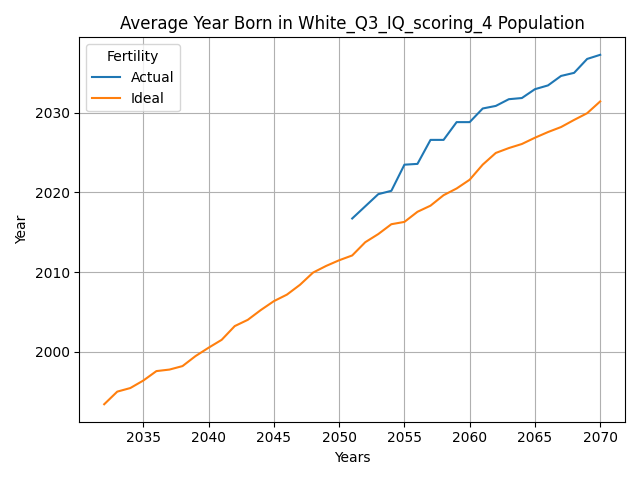 Average Year Born in White_Q3_IQ_scoring_4 Population
Fertility
Actual
Ideal
Year
2030
2020
2010
2000
2035 2040 2045 2050 2055 2060 2065 2070
Years